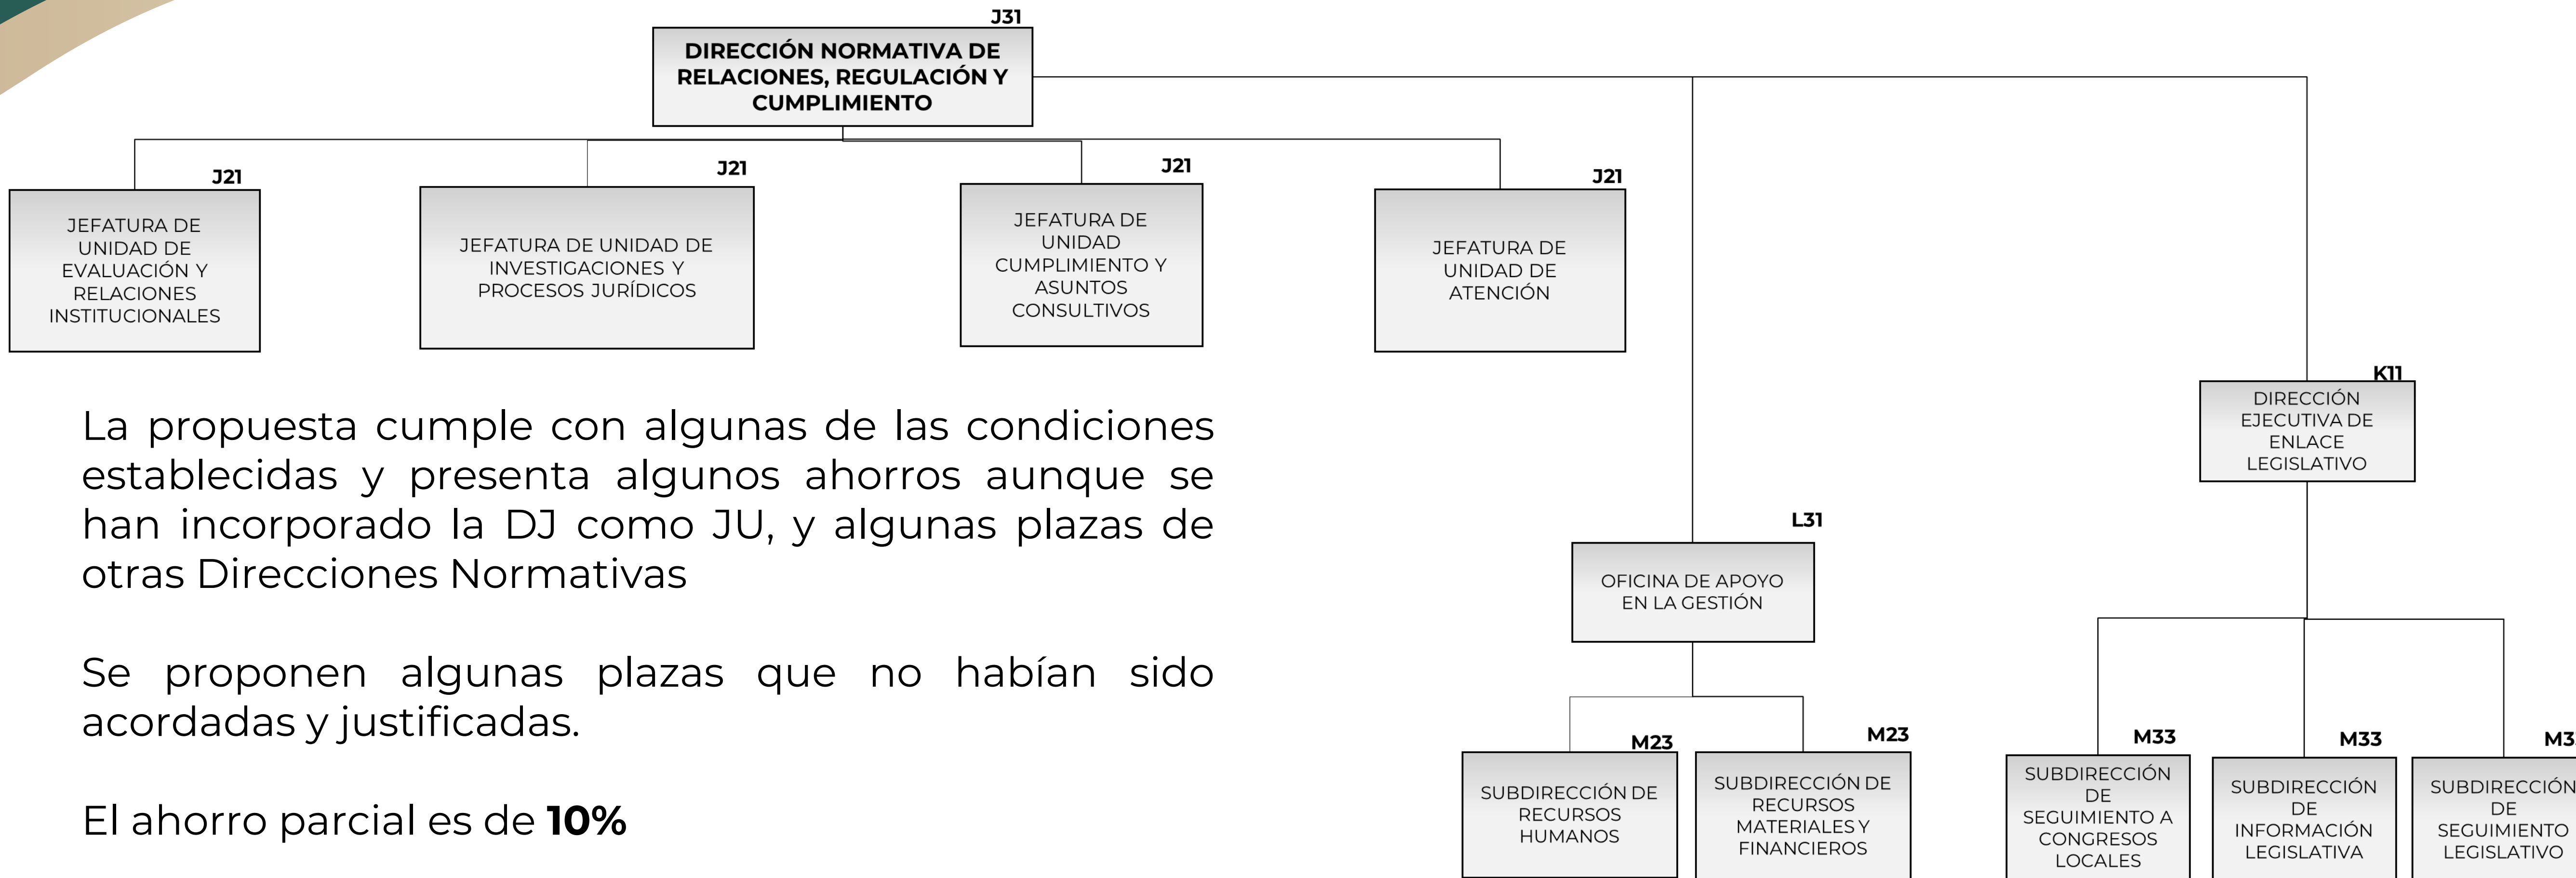 J31
DIRECCIÓN NORMATIVA DE
RELACIONES, REGULACIÓN Y
CUMPLIMIENTO
J21
JEFATURA DE
UNIDAD DE
EVALUACIÓN Y
RELACIONES
INSTITUCIONALES
J21
JEFATURA DE UNIDAD DE
INVESTIGACIONES Y
PROCESOS JURÍDICOS
J21
JEFATURA DE
UNIDAD
CUMPLIMIENTO Y
ASUNTOS
CONSULTIVOS
J21
JEFATURA DE
UNIDAD DE
ATENCIÓN
K11
DIRECCIÓN
EJECUTIVA DE
ENLACE
LEGISLATIVO
La propuesta cumple con algunas de las condiciones
establecidas y presenta algunos ahorros aunque se
han incorporado la DJ como JU, y algunas plazas de
otras Direcciones Normativas
Se proponen algunas plazas que no habían sido
acordadas y justificadas.
El ahorro parcial es de 10%
L31
OFICINA DE APOYO
EN LA GESTIÓN
M23
SUBDIRECCIÓN DE
RECURSOS
HUMANOS
M23
SUBDIRECCIÓN DE
RECURSOS
MATERIALES Y
FINANCIEROS
M33
SUBDIRECCIÓN
DE
SEGUIMIENTO A
CONGRESOS
LOCALES
M33
SUBDIRECCIÓN
DE
INFORMACIÓN
LEGISLATIVA
SUBDIRECCIÓN
DE
SEGUIMIENTO
LEGISLATIVO